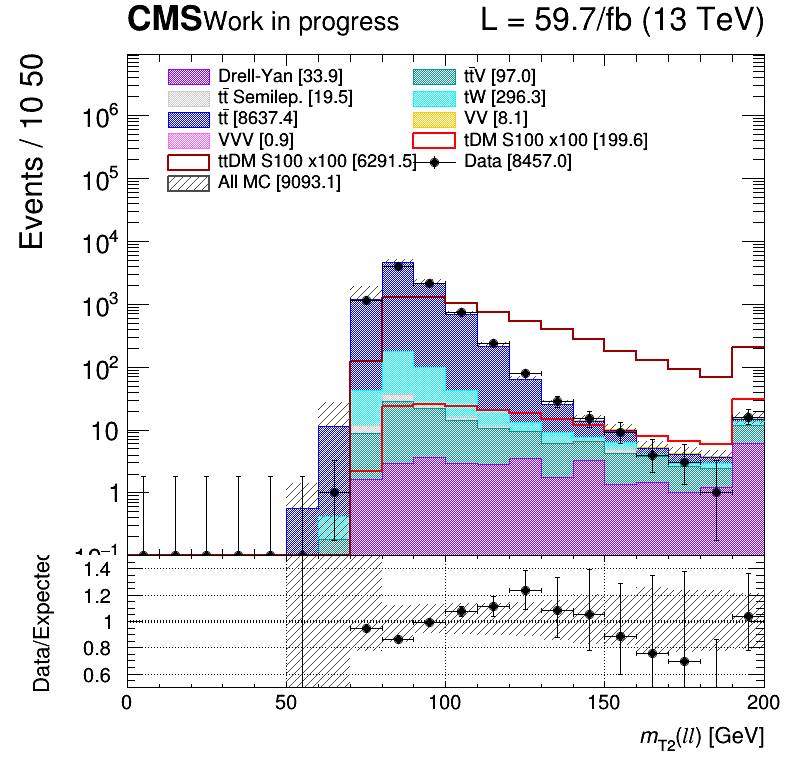 CMS Work in progress L = 59.7/fb (13 TeV)
Events / 10 50
Drell-Yan [33.9] tt̄V [97.0]
tt̄ Semilep. [19.5] tW [296.3]
tt̄ [8637.4] VV [8.1]
VVV [0.9] tDM S100 x100 [199.6]
ttDM S100 x100 [6291.5] Data [8457.0]
All MC [9093.1]
10⁶
10⁵
10⁴
10³
10²
10
1
10⁻¹
Data/Expected
1.4
1.2
1
0.8
0.6
0 50 100 150 200
m_T2(ll) [GeV]